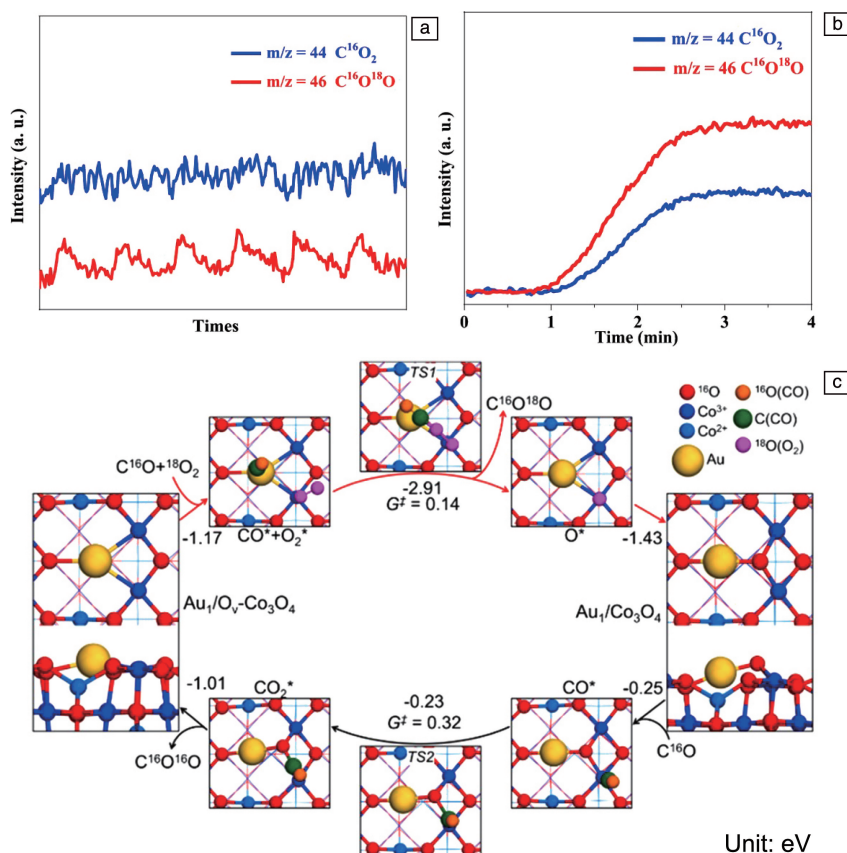 a
m/z = 44 C¹⁶O₂
m/z = 46 C¹⁶O¹⁸O
Intensity (a. u.)
Times
b
m/z = 44 C¹⁶O₂
m/z = 46 C¹⁶O¹⁸O
Intensity (a. u.)
0 1 2 3 4
Time (min)
c
TS1
C¹⁶O¹⁸O
¹⁶O ¹⁶O(CO)
Co³⁺ C(CO)
Co²⁺ ¹⁸O(O₂)
Au
C¹⁶O+¹⁸O₂
-2.91
G‡ = 0.14
-1.17
CO*+O₂*
O*
-1.43
Au₁/Oᵥ-Co₃O₄
Au₁/Co₃O₄
-1.01
CO₂*
-0.23
G‡ = 0.32
CO*
-0.25
C¹⁶O¹⁶O
TS2
C¹⁶O
Unit: eV